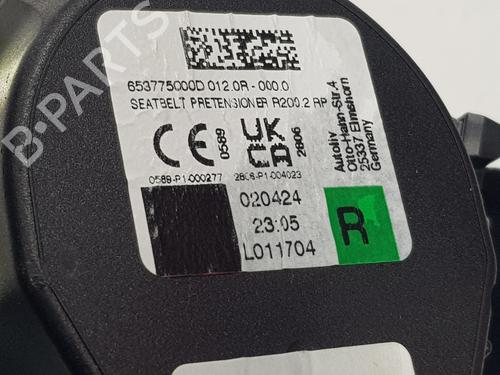 653775000D 012.0R - 000.0
SEATBELT PRETENSIONER R200.2 RP
CE 0589
UK CA 2806
0589-P1-000277
2806-P1-004023
Autoliv
Otto-Hahn-Str.4
25337 Elmshorn
Germany
020424
23:05
L011704
R
B-PARTS